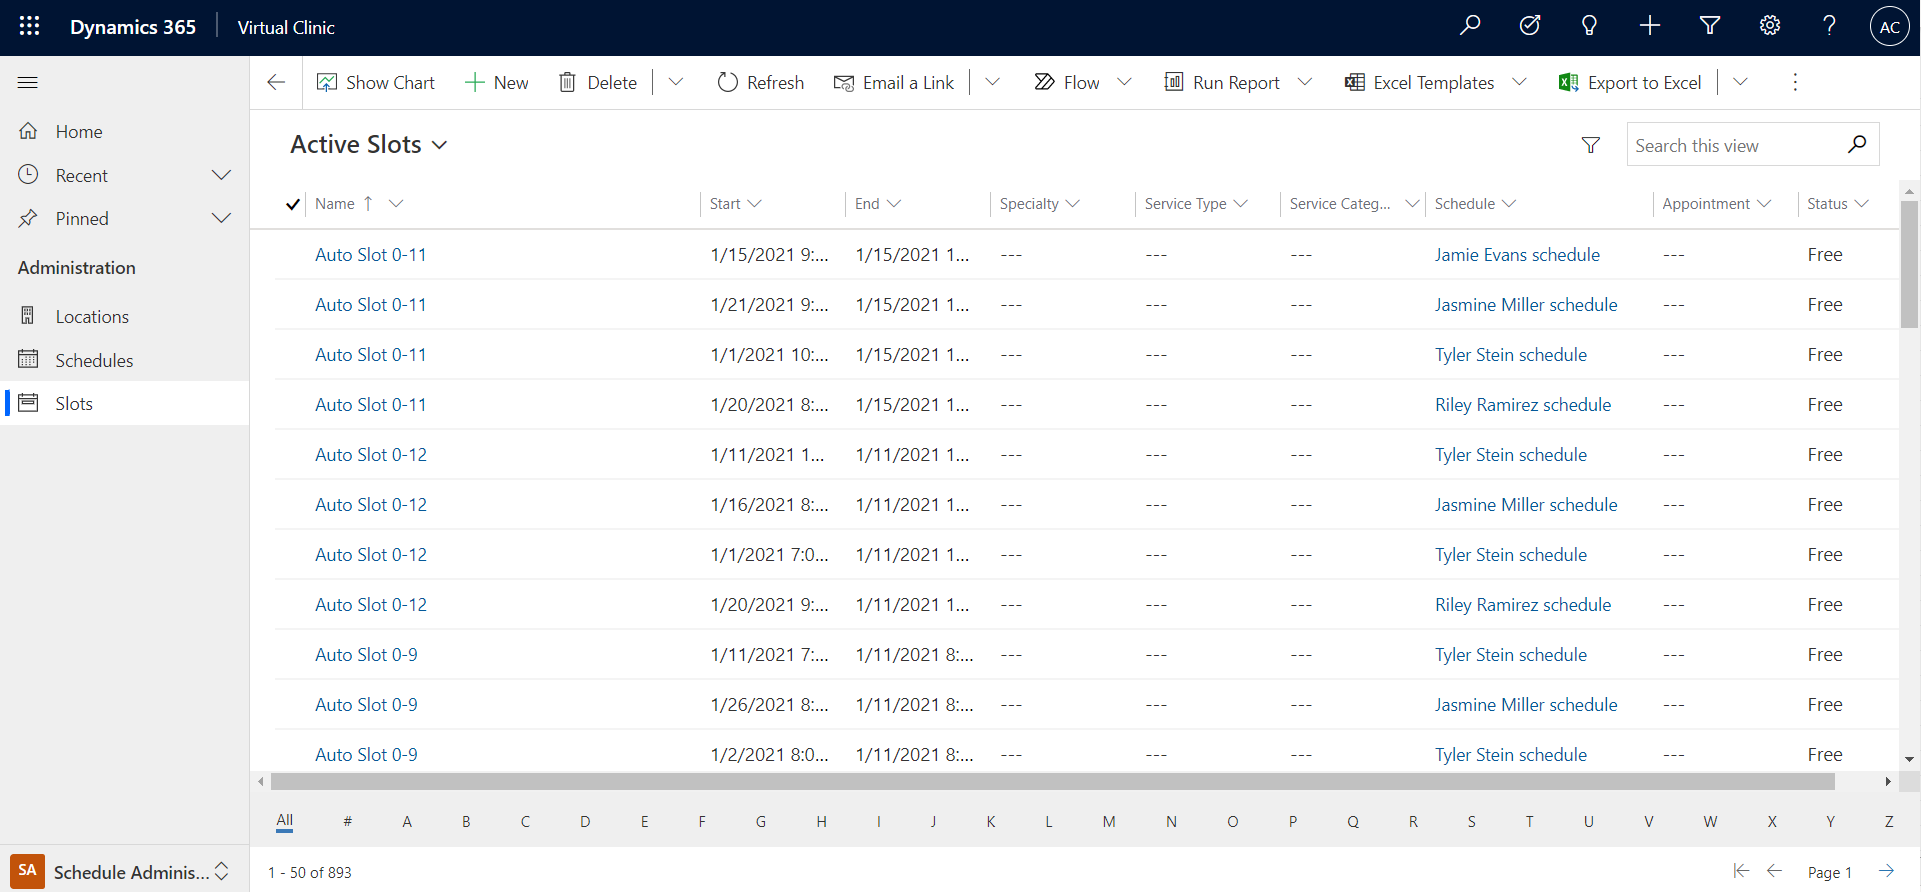 Dynamics 365 Virtual Clinic AC
Show Chart New Delete Refresh Email a Link Flow Run Report Excel Templates Export to Excel
Home
Recent
Pinned
Administration
Locations
Schedules
Slots
Active Slots Search this view
Name Start End Specialty Service Type Service Categ... Schedule Appointment Status
Auto Slot 0-11 1/15/2021 9:... 1/15/2021 1... --- --- --- Jamie Evans schedule --- Free
Auto Slot 0-11 1/21/2021 9:... 1/15/2021 1... --- --- --- Jasmine Miller schedule --- Free
Auto Slot 0-11 1/1/2021 10:... 1/15/2021 1... --- --- --- Tyler Stein schedule --- Free
Auto Slot 0-11 1/20/2021 8:... 1/15/2021 1... --- --- --- Riley Ramirez schedule --- Free
Auto Slot 0-12 1/11/2021 1... 1/11/2021 1... --- --- --- Tyler Stein schedule --- Free
Auto Slot 0-12 1/16/2021 8:... 1/11/2021 1... --- --- --- Jasmine Miller schedule --- Free
Auto Slot 0-12 1/1/2021 7:0... 1/11/2021 1... --- --- --- Tyler Stein schedule --- Free
Auto Slot 0-12 1/20/2021 9:... 1/11/2021 1... --- --- --- Riley Ramirez schedule --- Free
Auto Slot 0-9 1/11/2021 7:... 1/11/2021 8:... --- --- --- Tyler Stein schedule --- Free
Auto Slot 0-9 1/26/2021 8:... 1/11/2021 8:... --- --- --- Jasmine Miller schedule --- Free
Auto Slot 0-9 1/2/2021 8:0... 1/11/2021 8:... --- --- --- Tyler Stein schedule --- Free
All # A B C D E F G H I J K L M N O P Q R S T U V W X Y Z
SA Schedule Adminis... 1 - 50 of 893 Page 1